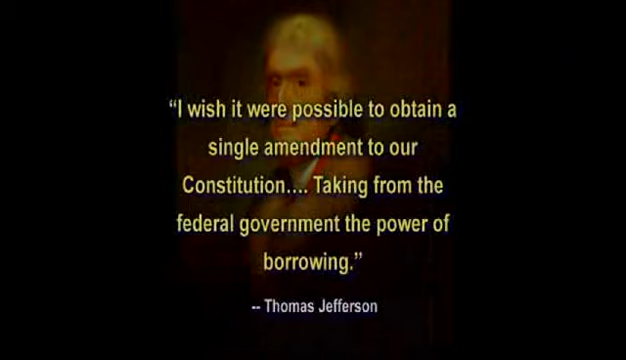 “I wish it were possible to obtain a
single amendment to our
Constitution.... Taking from the
federal government the power of
borrowing.”
-- Thomas Jefferson